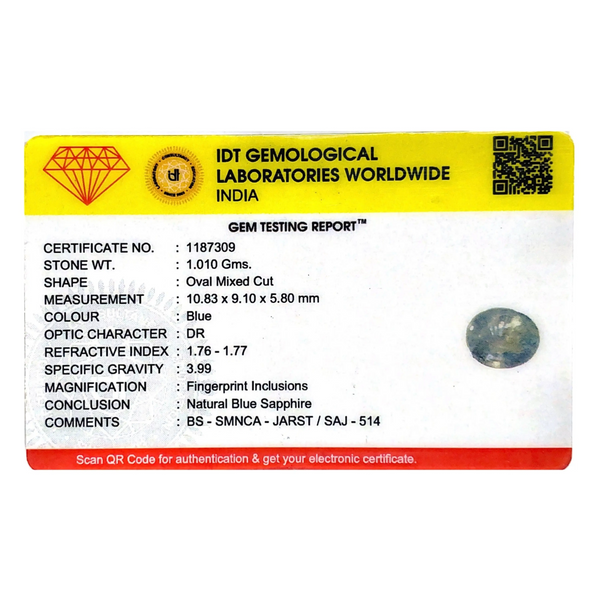 IDT GEMOLOGICAL
LABORATORIES WORLDWIDE
INDIA
GEM TESTING REPORT™
CERTIFICATE NO. : 1187309
STONE WT. : 1.010 Gms.
SHAPE : Oval Mixed Cut
MEASUREMENT : 10.83 x 9.10 x 5.80 mm
COLOUR : Blue
OPTIC CHARACTER : DR
REFRACTIVE INDEX : 1.76 - 1.77
SPECIFIC GRAVITY : 3.99
MAGNIFICATION : Fingerprint Inclusions
CONCLUSION : Natural Blue Sapphire
COMMENTS : BS - SMNCA - JARST / SAJ - 514
Scan QR Code for authentication & get your electronic certificate.